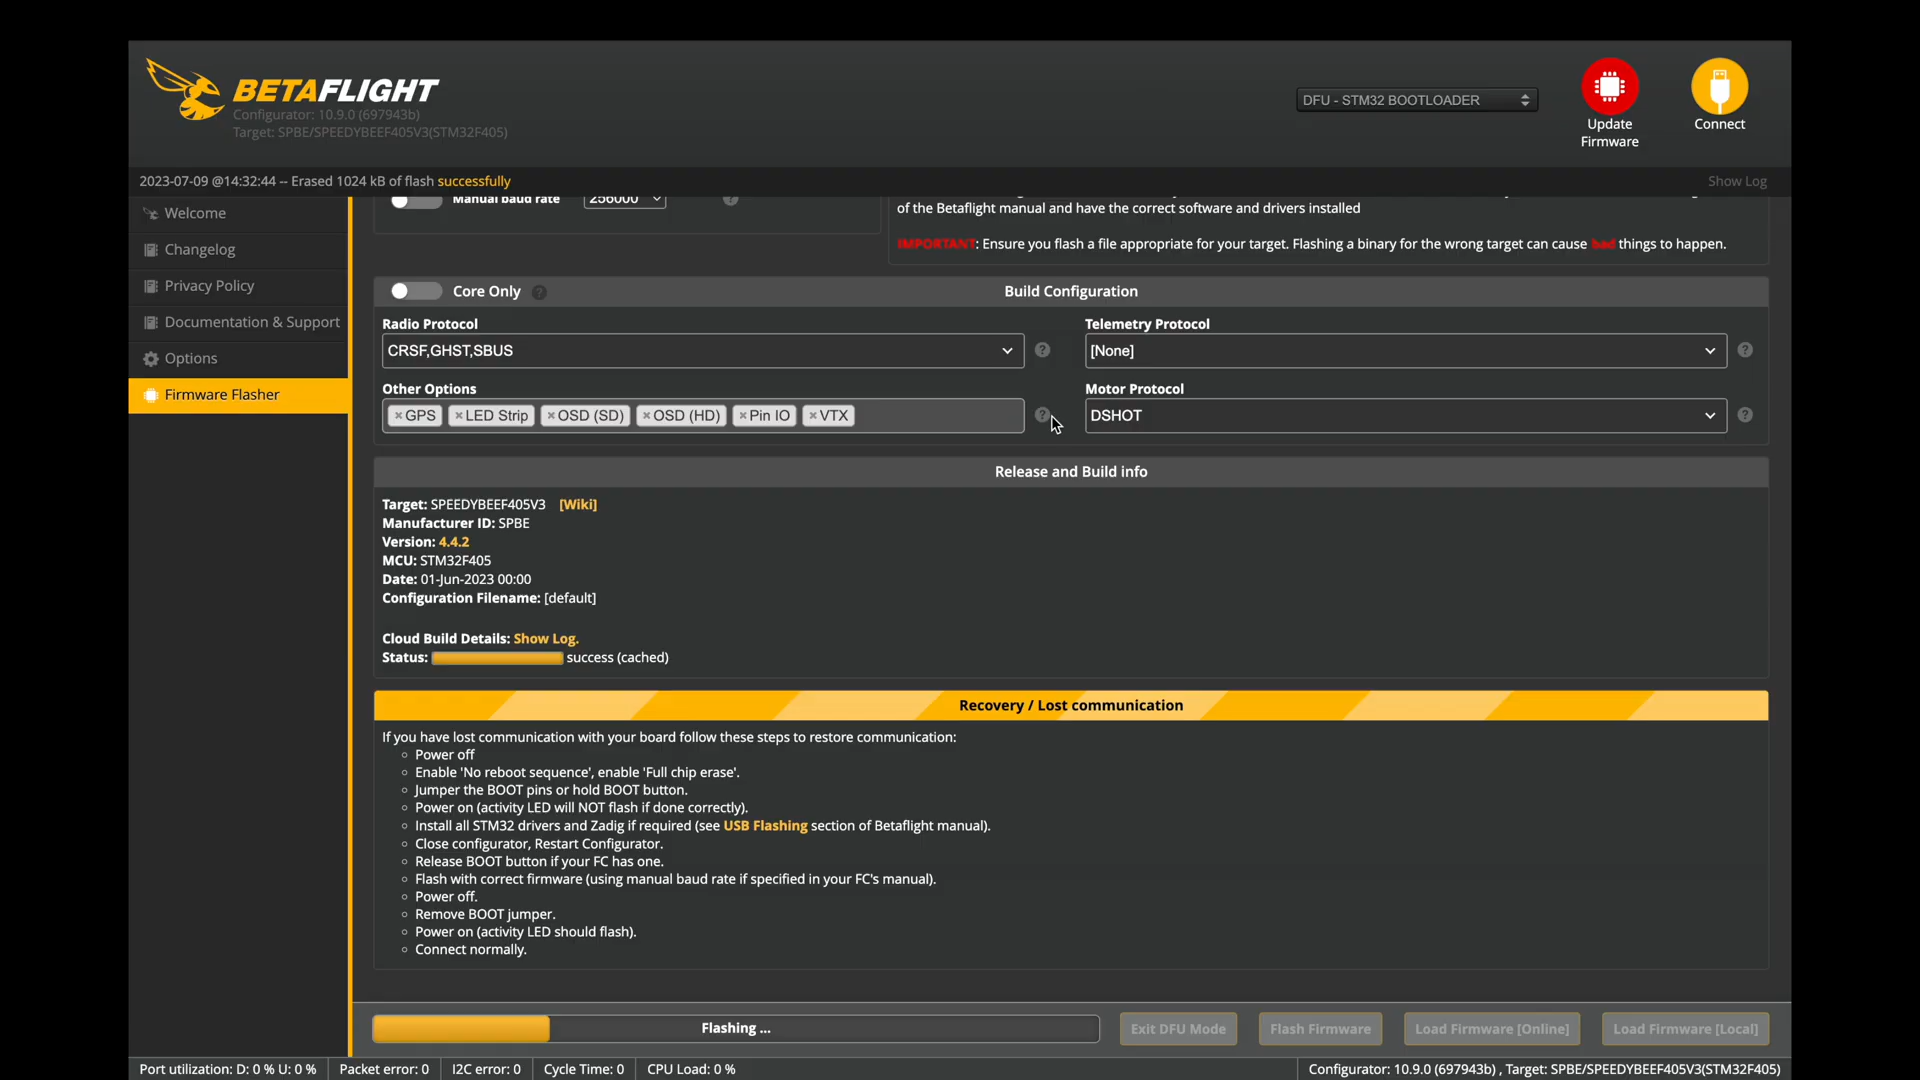 BETAFLIGHT
Configurator: 10.9.0 (697943b)
Target: SPBE/SPEEDYBEEF405V3(STM32F405)
DFU - STM32 BOOTLOADER
Update
Firmware
Connect
2023-07-09 @14:32:44 -- Erased 1024 kB of flash successfully
Show Log
Welcome
Changelog
Privacy Policy
Documentation & Support
Options
Firmware Flasher
Manual baud rate
256000
of the Betaflight manual and have the correct software and drivers installed
IMPORTANT: Ensure you flash a file appropriate for your target. Flashing a binary for the wrong target can cause bad things to happen.
Core Only
Build Configuration
Radio Protocol
CRSF,GHST,SBUS
Telemetry Protocol
[None]
Other Options
×GPS ×LED Strip ×OSD (SD) ×OSD (HD) ×Pin IO ×VTX
Motor Protocol
DSHOT
Release and Build info
Target: SPEEDYBEEF405V3 [Wiki]
Manufacturer ID: SPBE
Version: 4.4.2
MCU: STM32F405
Date: 01-Jun-2023 00:00
Configuration Filename: [default]
Cloud Build Details: Show Log.
Status: success (cached)
Recovery / Lost communication
If you have lost communication with your board follow these steps to restore communication:
Power off
Enable 'No reboot sequence', enable 'Full chip erase'.
Jumper the BOOT pins or hold BOOT button.
Power on (activity LED will NOT flash if done correctly).
Install all STM32 drivers and Zadig if required (see USB Flashing section of Betaflight manual).
Close configurator, Restart Configurator.
Release BOOT button if your FC has one.
Flash with correct firmware (using manual baud rate if specified in your FC's manual).
Power off.
Remove BOOT jumper.
Power on (activity LED should flash).
Connect normally.
Flashing ...
Exit DFU Mode
Flash Firmware
Load Firmware [Online]
Load Firmware [Local]
Port utilization: D: 0 % U: 0 %
Packet error: 0
I2C error: 0
Cycle Time: 0
CPU Load: 0 %
Configurator: 10.9.0 (697943b) , Target: SPBE/SPEEDYBEEF405V3(STM32F405)